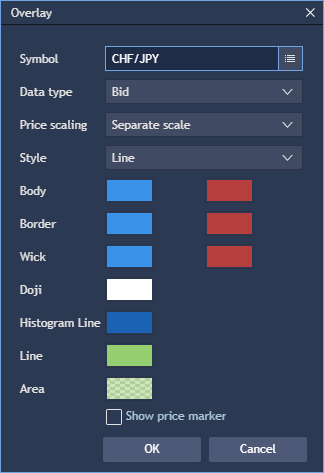 Overlay
Symbol CHF/JPY
Data type Bid
Price scaling Separate scale
Style Line
Body
Border
Wick
Doji
Histogram Line
Line
Area
Show price marker
OK Cancel